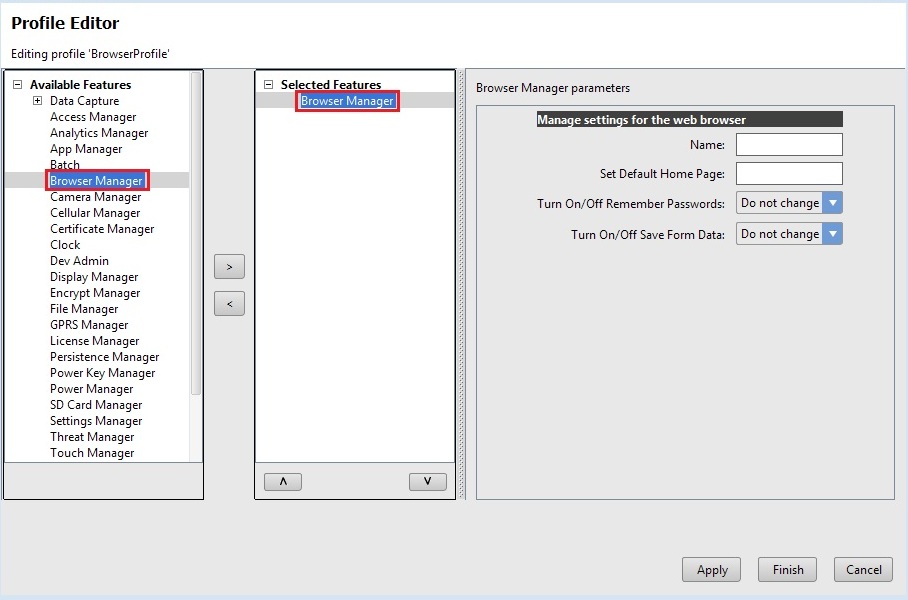 Profile Editor
Editing profile 'BrowserProfile'
Available Features
Data Capture
Access Manager
Analytics Manager
App Manager
Batch
Browser Manager
Camera Manager
Cellular Manager
Certificate Manager
Clock
Dev Admin
Display Manager
Encrypt Manager
File Manager
GPRS Manager
License Manager
Persistence Manager
Power Key Manager
Power Manager
SD Card Manager
Settings Manager
Threat Manager
Touch Manager
>
<
Selected Features
Browser Manager
Λ
V
Browser Manager parameters
Manage settings for the web browser
Name:
Set Default Home Page:
Turn On/Off Remember Passwords: Do not change
Turn On/Off Save Form Data: Do not change
Apply Finish Cancel